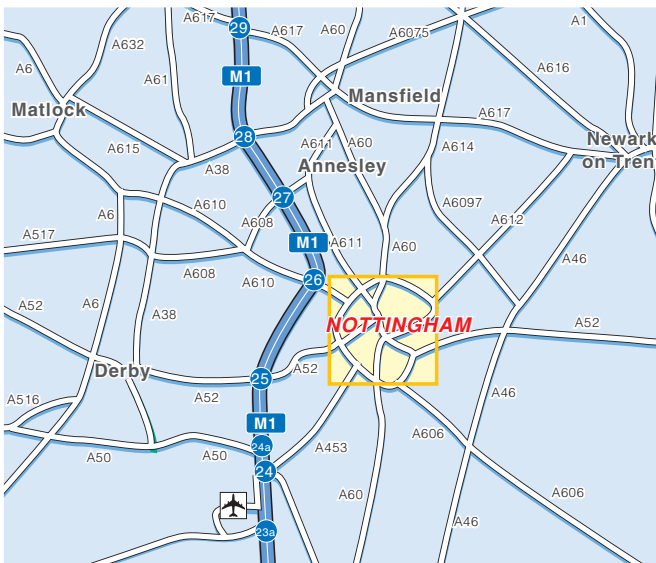 A617
29
A617
A60
A6075
A1
A632
A6
A61
M1
A616
Matlock
Mansfield
A617
28
A615
A38
A611
A60
A614
Newark
on Tren
Annesley
27
A6
A610
A6097
A612
A517
A608
M1
A611
A60
A46
A608
A610
26
A52
A6
A38
NOTTINGHAM
A52
Derby
25
A52
A516
A52
M1
A46
24a
A453
A606
A50
A50
24
A60
A606
23a
A46